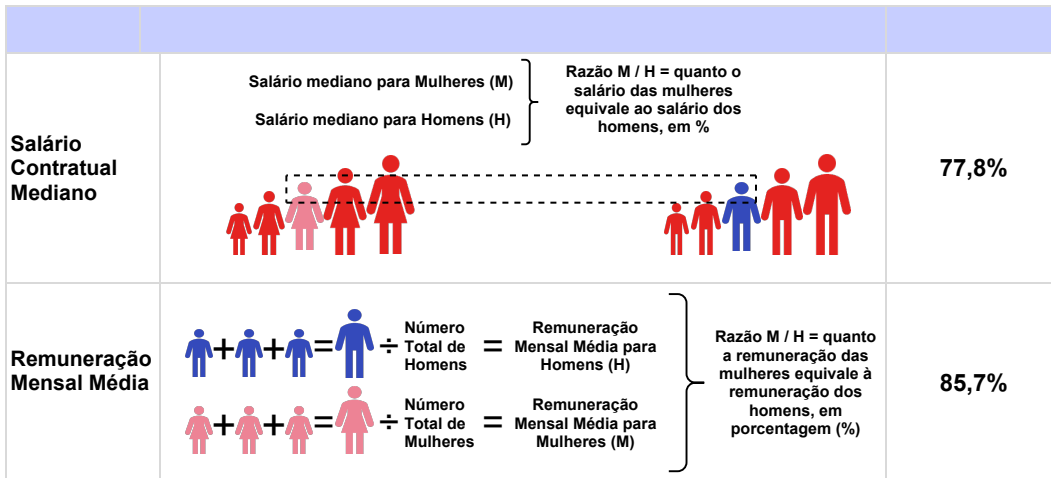 Salário
Contratual
Mediano
Salário mediano para Mulheres (M)
Salário mediano para Homens (H)
Razão M / H = quanto o
salário das mulheres
equivale ao salário dos
homens, em %
77,8%
Remuneração
Mensal Média
+ + = ÷
Número
Total de
Homens
=
Remuneração
Mensal Média para
Homens (H)
+ + = ÷
Número
Total de
Mulheres
=
Remuneração
Mensal Média para
Mulheres (M)
Razão M / H = quanto
a remuneração das
mulheres equivale à
remuneração dos
homens, em
porcentagem (%)
85,7%